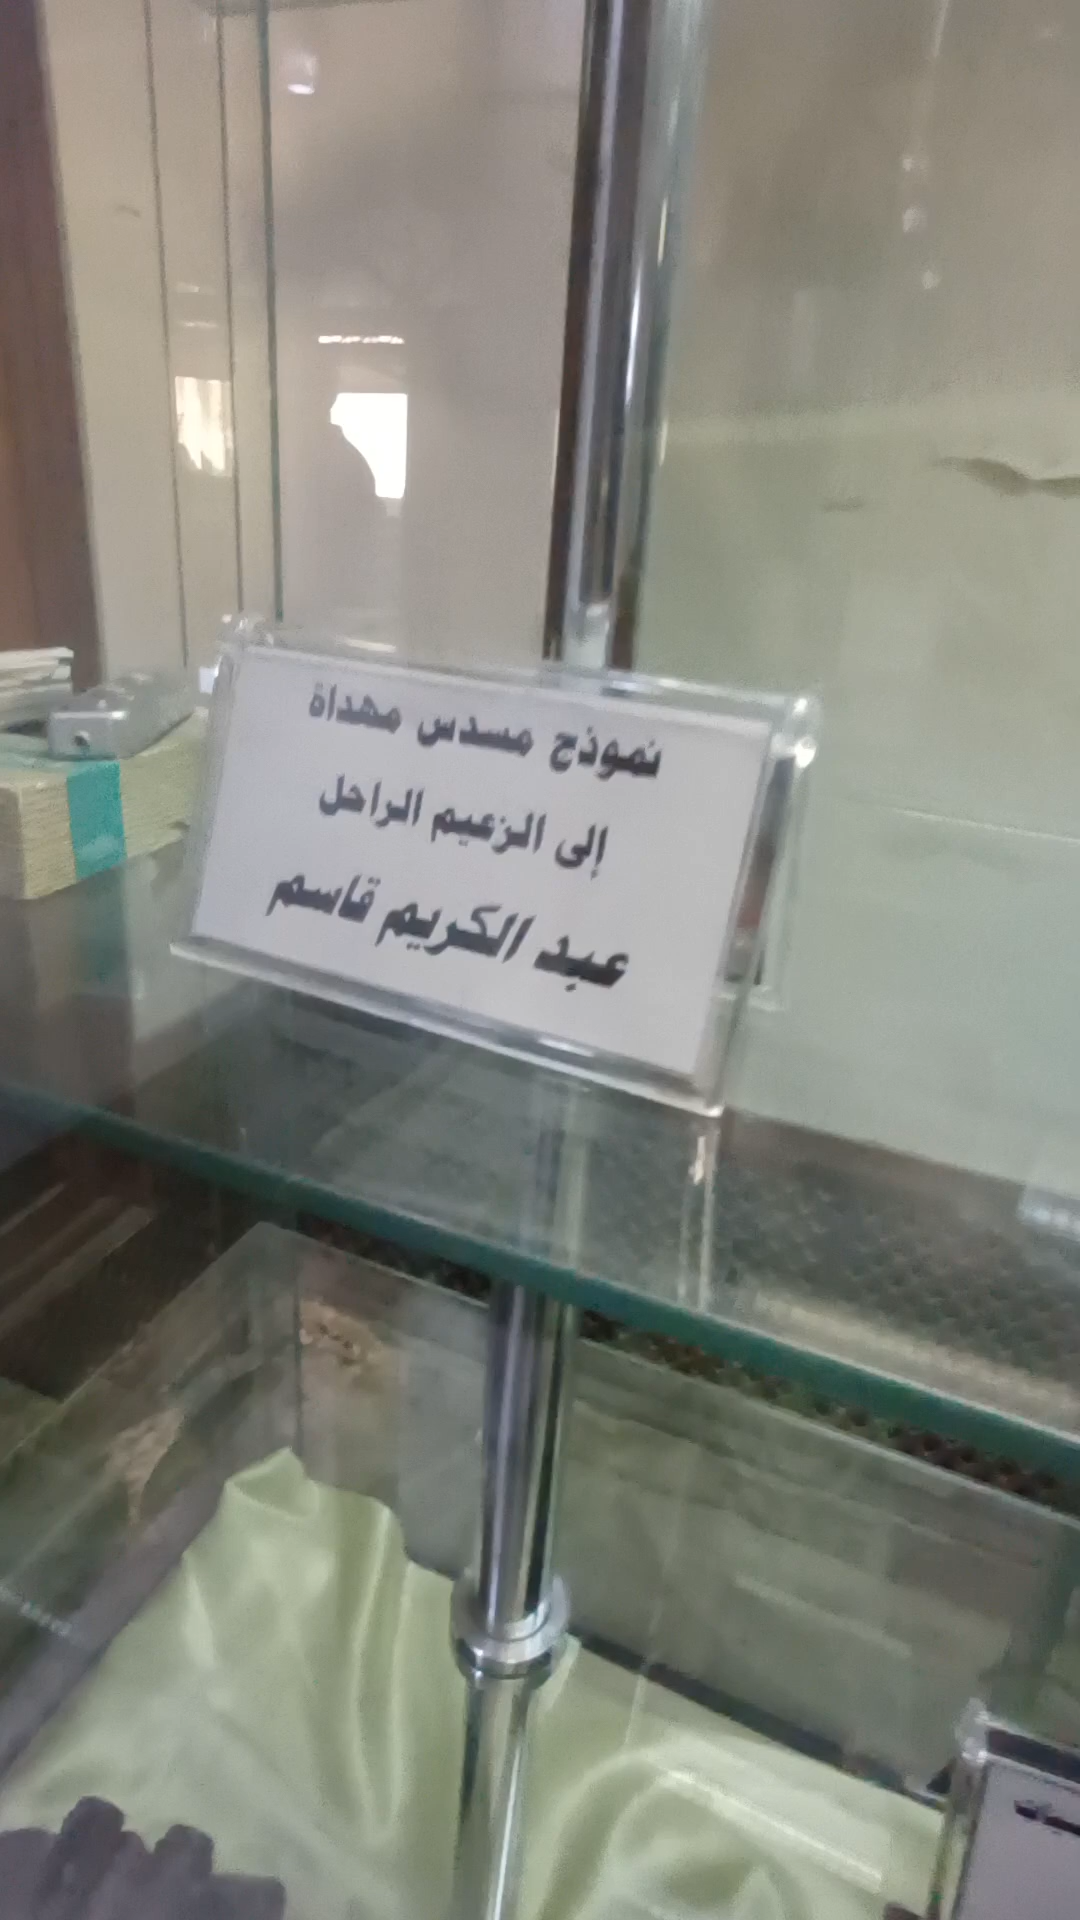 نموذج مسدس مهداة
إلى الزعيم الراحل
عبد الكريم قاسم